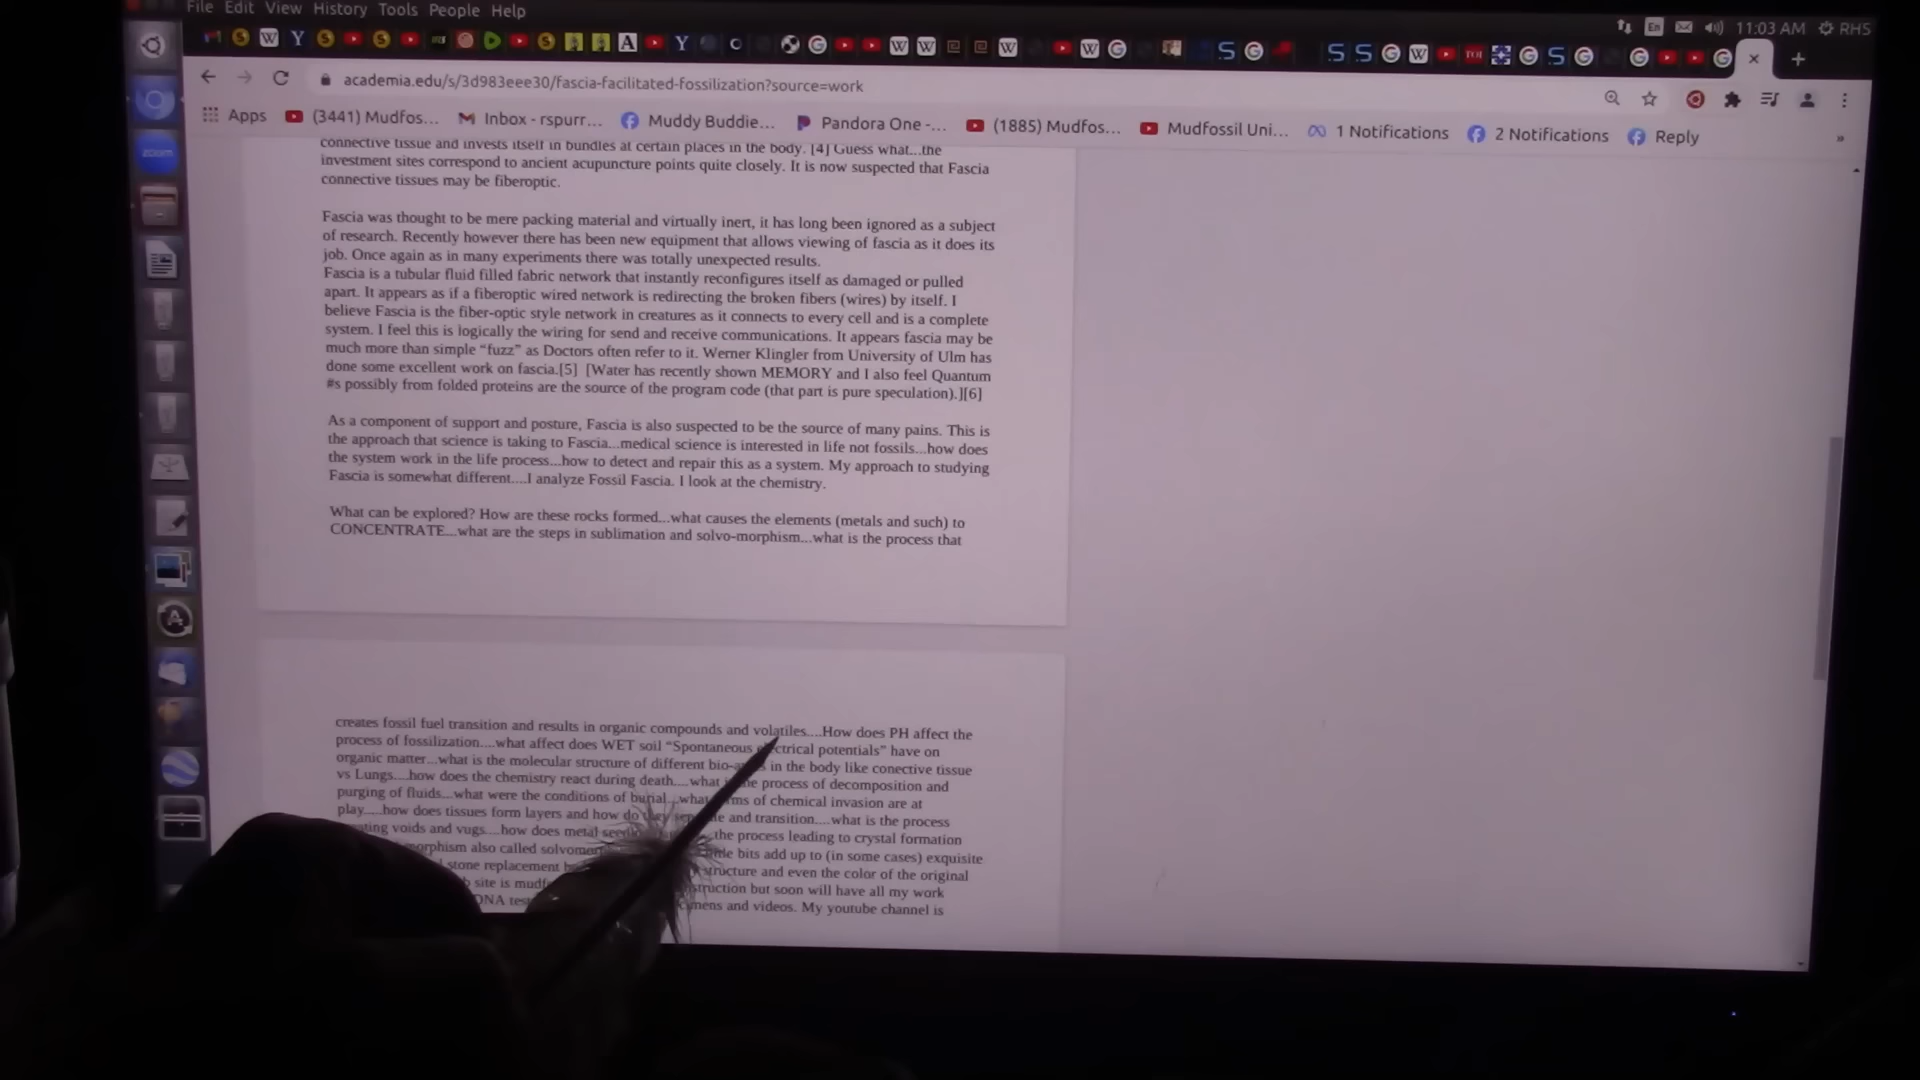 File Edit View History Tools People Help
11:03 AM RHS
academia.edu/s/3d983eee30/fascia-facilitated-fossilization?source=work
Apps (3441) Mudfos... Inbox - rspurr... Muddy Buddie... Pandora One -... (1885) Mudfos... Mudfossil Uni... 1 Notifications 2 Notifications Reply »
connective tissue and invests itself in bundles at certain places in the body. [4] Guess what...the
investment sites correspond to ancient acupuncture points quite closely. It is now suspected that Fascia
connective tissues may be fiberoptic.
Fascia was thought to be mere packing material and virtually inert, it has long been ignored as a subject
of research. Recently however there has been new equipment that allows viewing of fascia as it does its
job. Once again as in many experiments there was totally unexpected results.
Fascia is a tubular fluid filled fabric network that instantly reconfigures itself as damaged or pulled
apart. It appears as if a fiberoptic wired network is redirecting the broken fibers (wires) by itself. I
believe Fascia is the fiber-optic style network in creatures as it connects to every cell and is a complete
system. I feel this is logically the wiring for send and receive communications. It appears fascia may be
much more than simple “fuzz” as Doctors often refer to it. Werner Klingler from University of Ulm has
done some excellent work on fascia.[5] [Water has recently shown MEMORY and I also feel Quantum
#s possibly from folded proteins are the source of the program code (that part is pure speculation).][6]
As a component of support and posture, Fascia is also suspected to be the source of many pains. This is
the approach that science is taking to Fascia...medical science is interested in life not fossils...how does
the system work in the life process...how to detect and repair this as a system. My approach to studying
Fascia is somewhat different....I analyze Fossil Fascia. I look at the chemistry.
What can be explored? How are these rocks formed...what causes the elements (metals and such) to
CONCENTRATE...what are the steps in sublimation and solvo-morphism...what is the process that
creates fossil fuel transition and results in organic compounds and volatiles....How does PH affect the
process of fossilization....what affect does WET soil “Spontaneous electrical potentials” have on
organic matter...what is the molecular structure of different in the body like conective tissue
vs Lungs....how does the chemistry react during death....what the process of decomposition and
purging of fluids...what were the conditions of burial...what of chemical invasion are at
play.....how does tissues form layers and how do they and transition....what is the process
voids and vugs....how does metal the process leading to crystal formation
also called bits add up to (in some cases) exquisite
stone replacement structure and even the color of the original
site is but soon will have all my work
DNA and videos. My youtube channel is